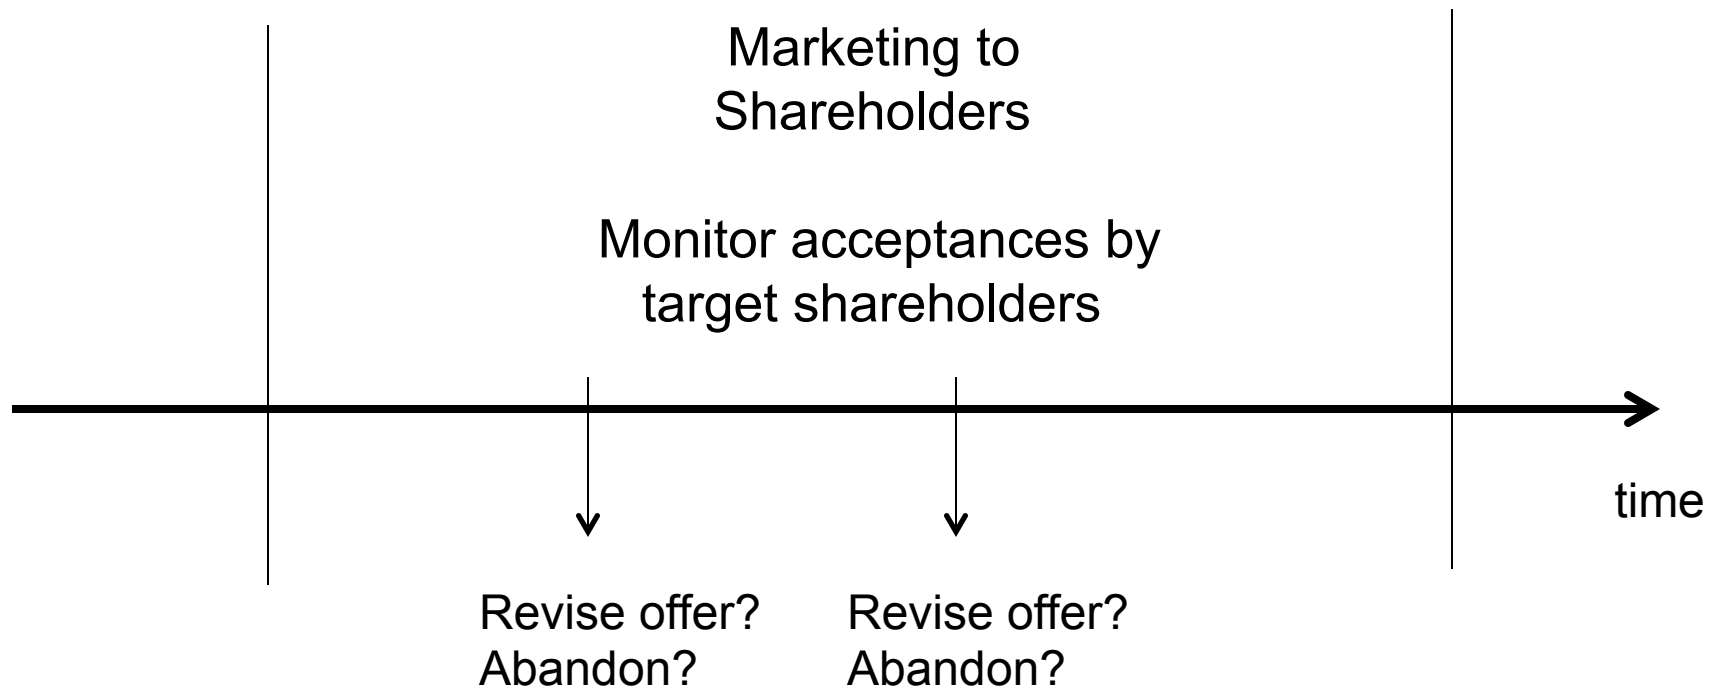 Marketing to
Shareholders
Monitor acceptances by
target shareholders
time
Revise offer?
Abandon?
Revise offer?
Abandon?